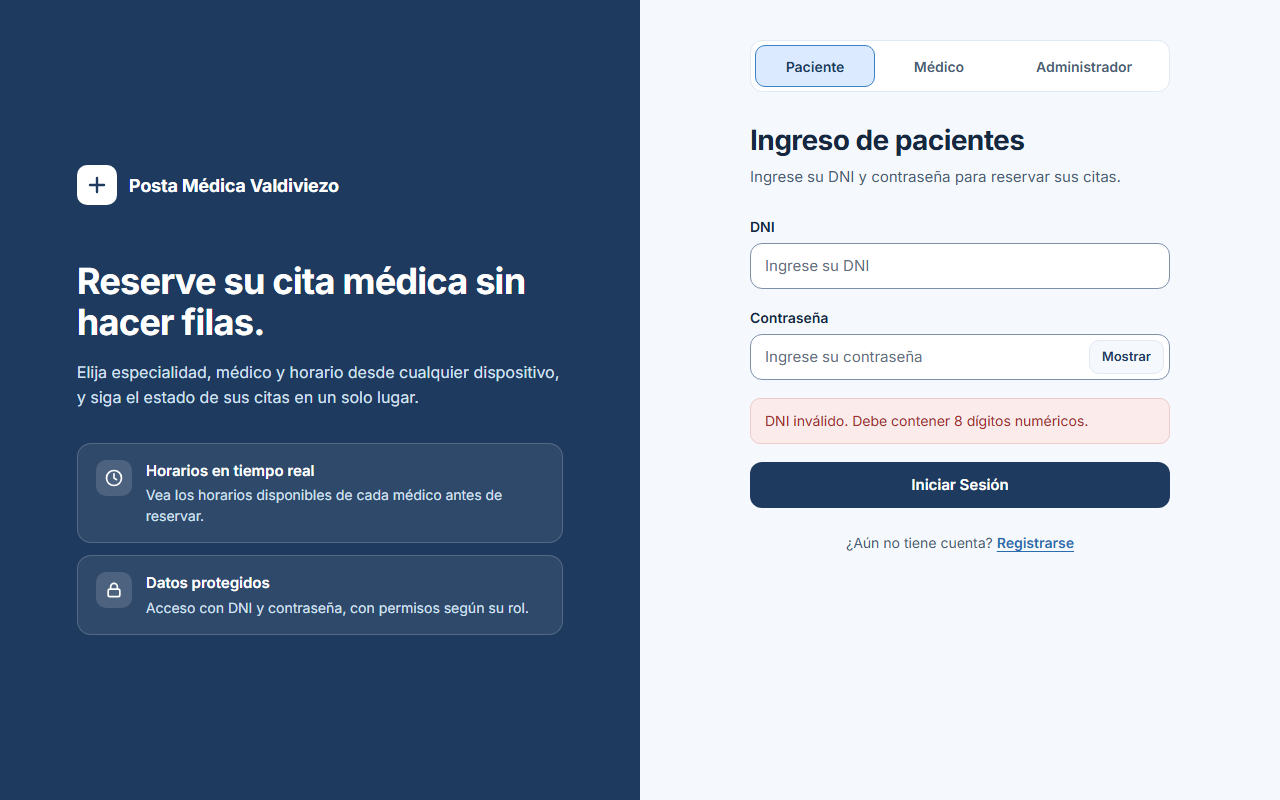 Posta Médica Valdiviezo
Reserve su cita médica sin
hacer filas.
Elija especialidad, médico y horario desde cualquier dispositivo,
y siga el estado de sus citas en un solo lugar.
Horarios en tiempo real
Vea los horarios disponibles de cada médico antes de
reservar.
Datos protegidos
Acceso con DNI y contraseña, con permisos según su rol.
Paciente Médico Administrador
Ingreso de pacientes
Ingrese su DNI y contraseña para reservar sus citas.
DNI
Ingrese su DNI
Contraseña
Ingrese su contraseña Mostrar
DNI inválido. Debe contener 8 dígitos numéricos.
Iniciar Sesión
¿Aún no tiene cuenta? Registrarse